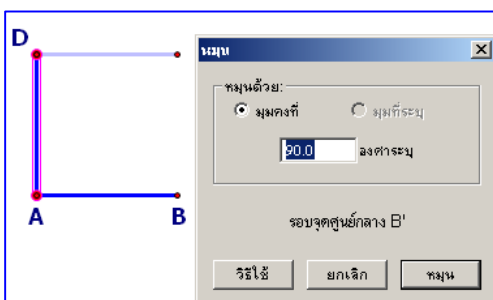 D
A B
หมุน
หมุนด้วย:
มุมคงที่ มุมที่ระบุ
90.0 องศาระบุ
รอบจุดศูนย์กลาง B'
วิธีใช้ ยกเลิก หมุน